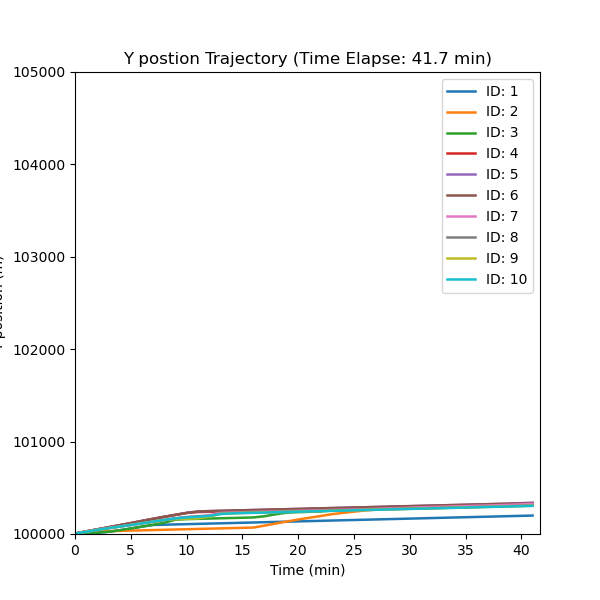 Y postion Trajectory (Time Elapse: 41.7 min)
105000
104000
103000
102000
101000
100000
0 5 10 15 20 25 30 35 40
Time (min)
ID: 1
ID: 2
ID: 3
ID: 4
ID: 5
ID: 6
ID: 7
ID: 8
ID: 9
ID: 10